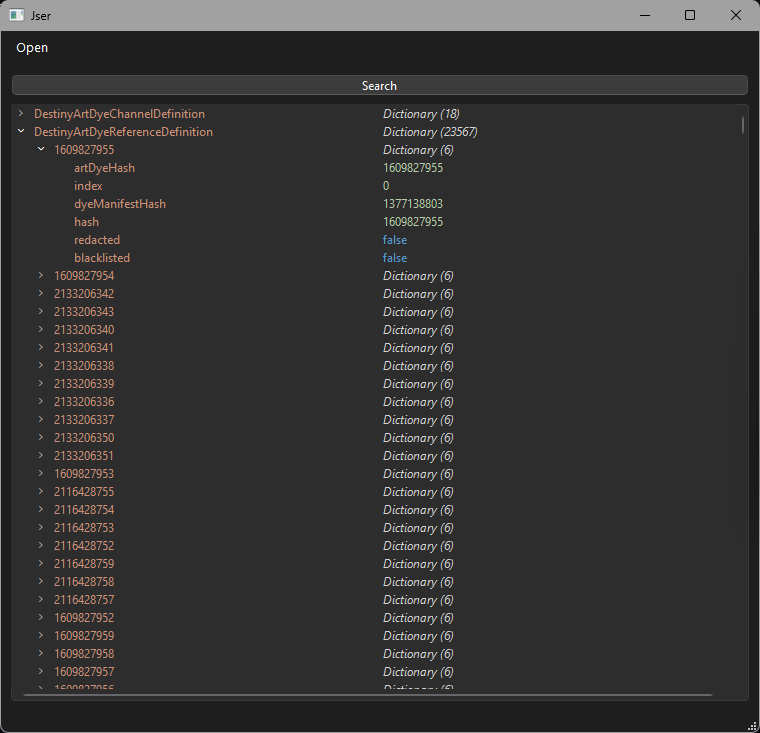 Jser
Open
Search
DestinyArtDyeChannelDefinition Dictionary (18)
DestinyArtDyeReferenceDefinition Dictionary (23567)
1609827955 Dictionary (6)
artDyeHash 1609827955
index 0
dyeManifestHash 1377138803
hash 1609827955
redacted false
blacklisted false
1609827954 Dictionary (6)
2133206342 Dictionary (6)
2133206343 Dictionary (6)
2133206340 Dictionary (6)
2133206341 Dictionary (6)
2133206338 Dictionary (6)
2133206339 Dictionary (6)
2133206336 Dictionary (6)
2133206337 Dictionary (6)
2133206350 Dictionary (6)
2133206351 Dictionary (6)
1609827953 Dictionary (6)
2116428755 Dictionary (6)
2116428754 Dictionary (6)
2116428753 Dictionary (6)
2116428752 Dictionary (6)
2116428759 Dictionary (6)
2116428758 Dictionary (6)
2116428757 Dictionary (6)
1609827952 Dictionary (6)
1609827959 Dictionary (6)
1609827958 Dictionary (6)
1609827957 Dictionary (6)
1609827956 Dictionary (6)